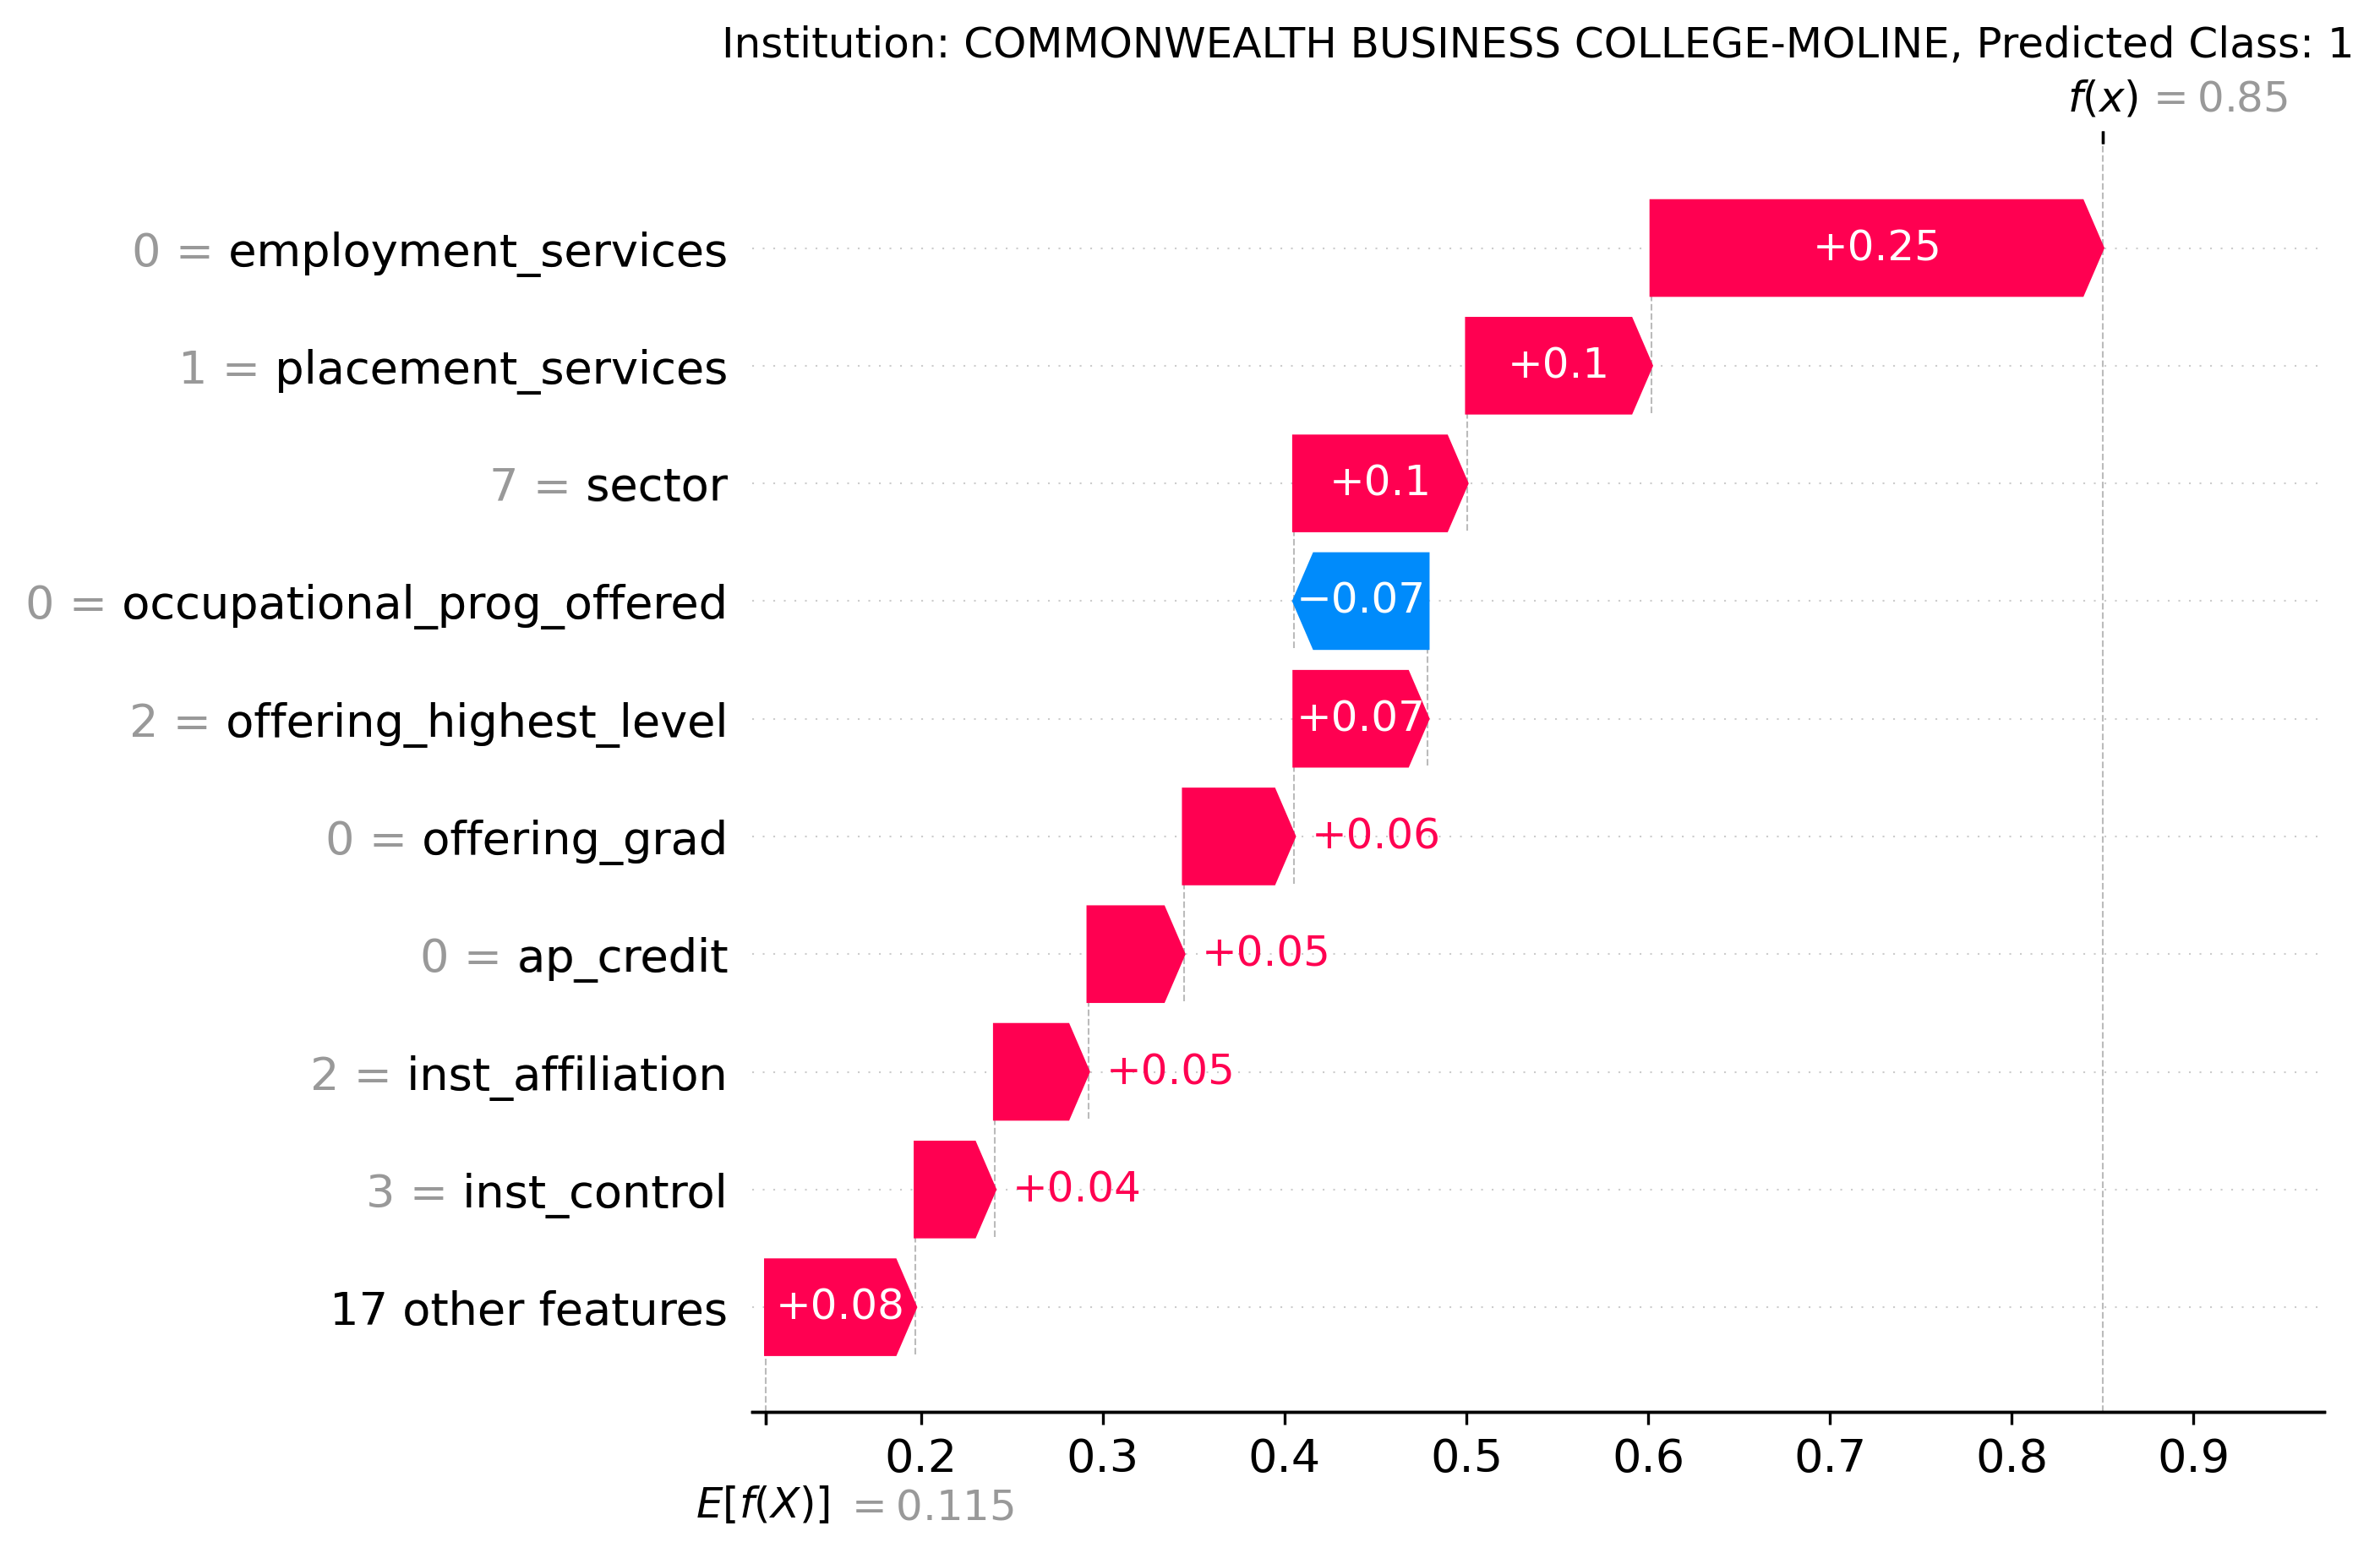 Institution: COMMONWEALTH BUSINESS COLLEGE-MOLINE, Predicted Class: 1
f(x) = 0.85
0 = employment_services +0.25
1 = placement_services +0.1
7 = sector +0.1
0 = occupational_prog_offered −0.07
2 = offering_highest_level +0.07
0 = offering_grad +0.06
0 = ap_credit +0.05
2 = inst_affiliation +0.05
3 = inst_control +0.04
17 other features +0.08
0.2 0.3 0.4 0.5 0.6 0.7 0.8 0.9
E[f(X)] = 0.115